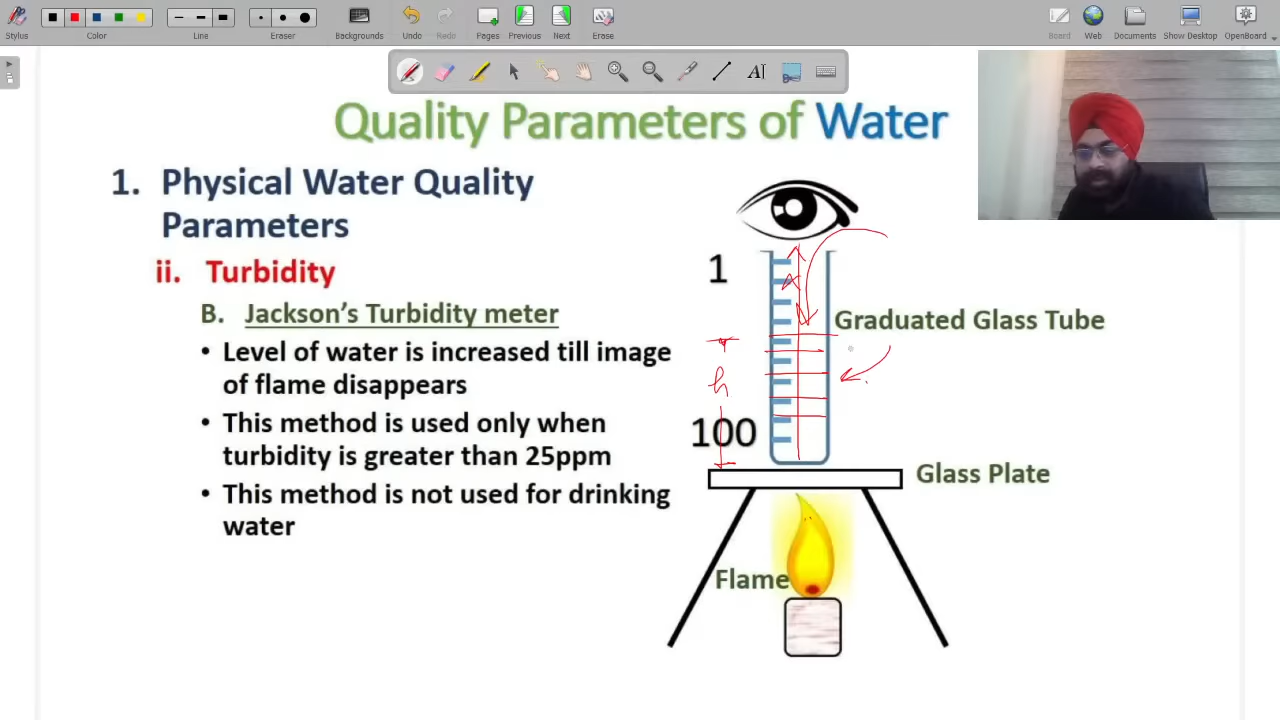 Stylus
Color
Line
Eraser
Backgrounds
Undo
Redo
Pages
Previous
Next
Erase
Board
Web
Documents
Show Desktop
OpenBoard
Quality Parameters of Water
1. Physical Water Quality
Parameters
ii. Turbidity
B. Jackson's Turbidity meter
• Level of water is increased till image
of flame disappears
• This method is used only when
turbidity is greater than 25ppm
• This method is not used for drinking
water
1
Graduated Glass Tube
h
100
Glass Plate
Flame